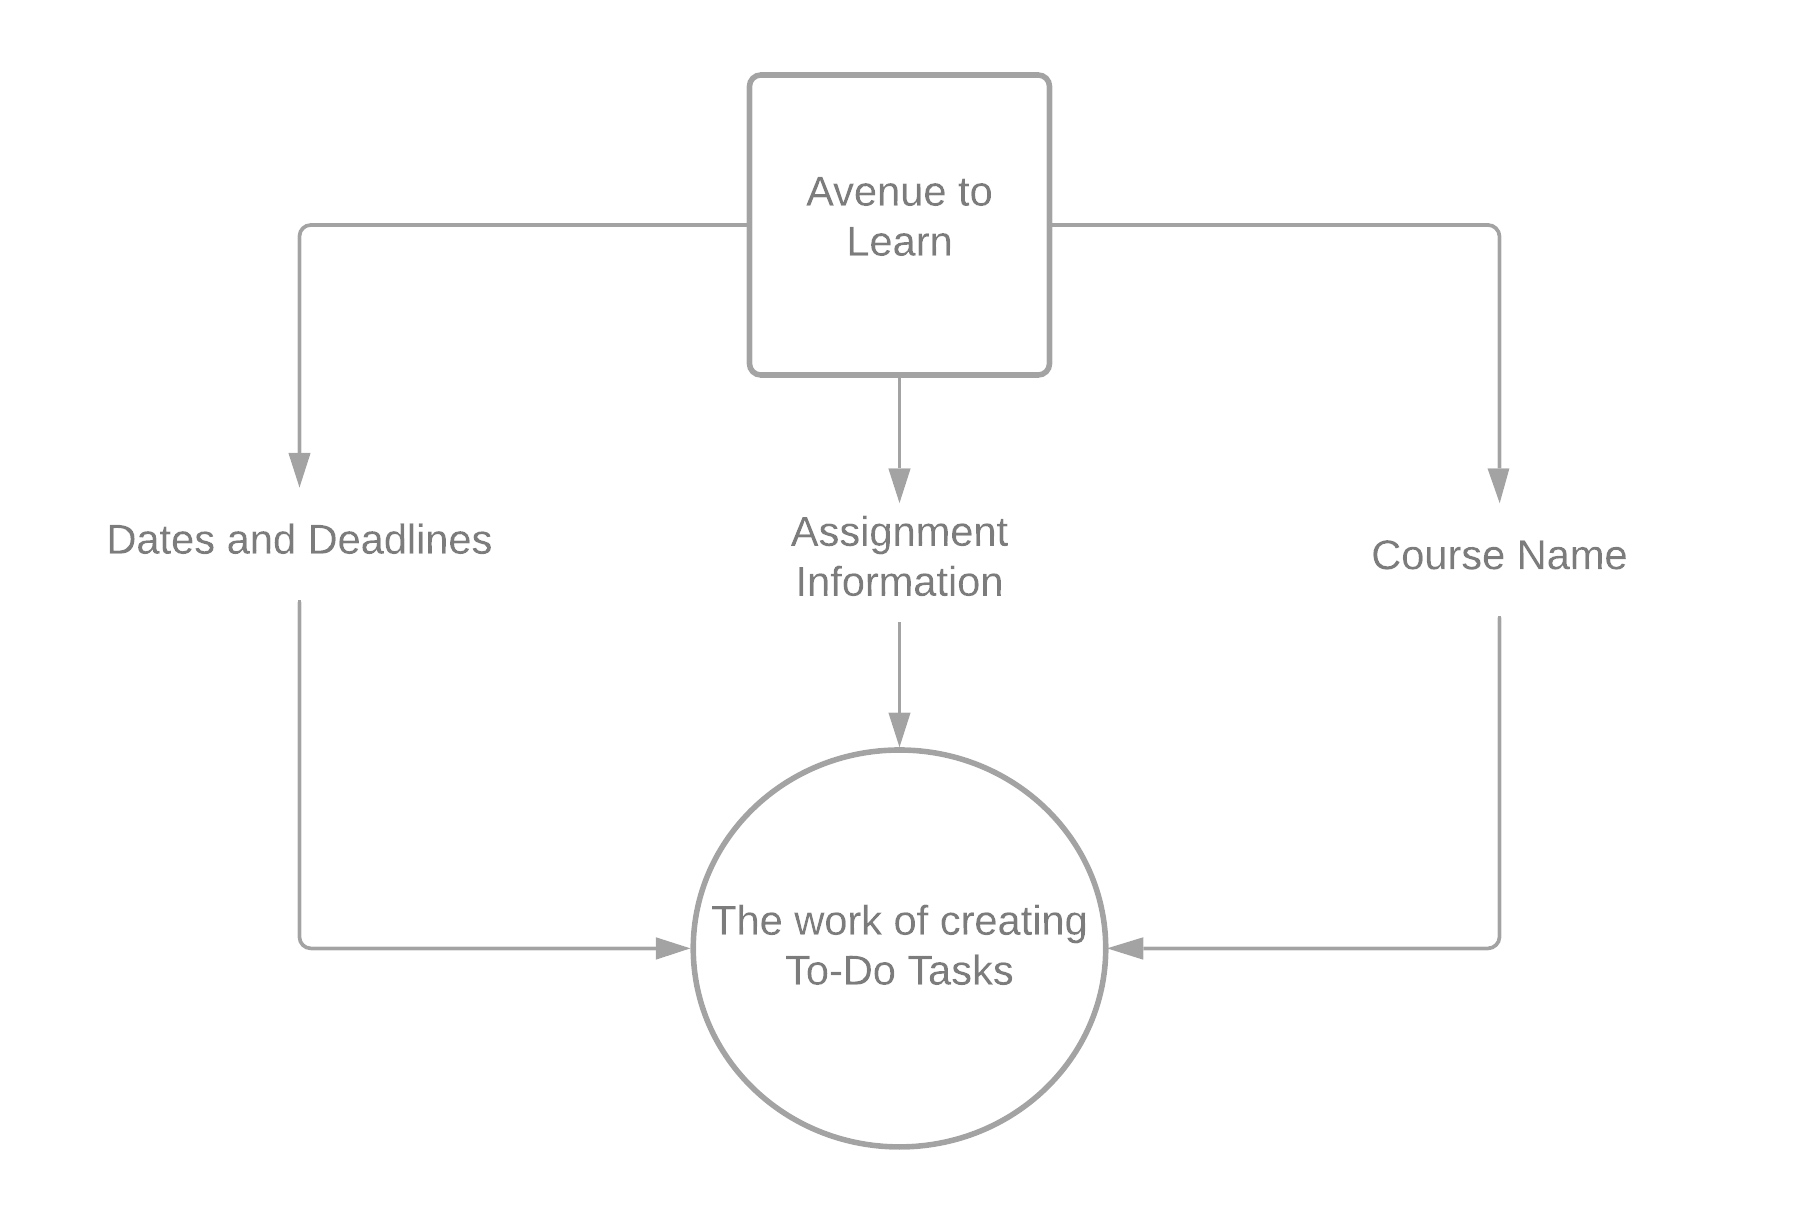 Avenue to
Learn
Dates and Deadlines
Assignment
Information
Course Name
The work of creating
To-Do Tasks